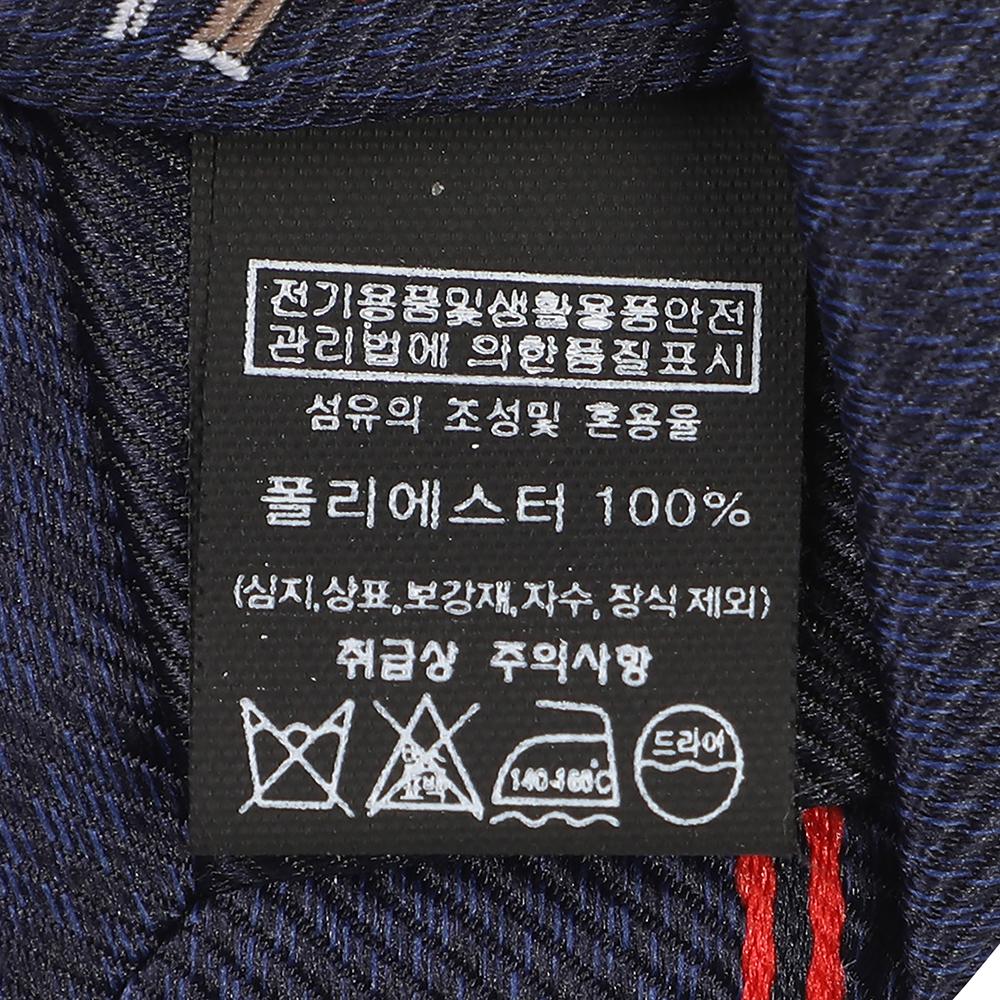 전기용품및생활용품안전
관리법에 의한품질표시
섬유의 조성및 혼용율
폴리에스터 100%
(심지,상표,보강재,자수, 장식 제외)
취급상 주의사항
표백
140-160°C
드라이